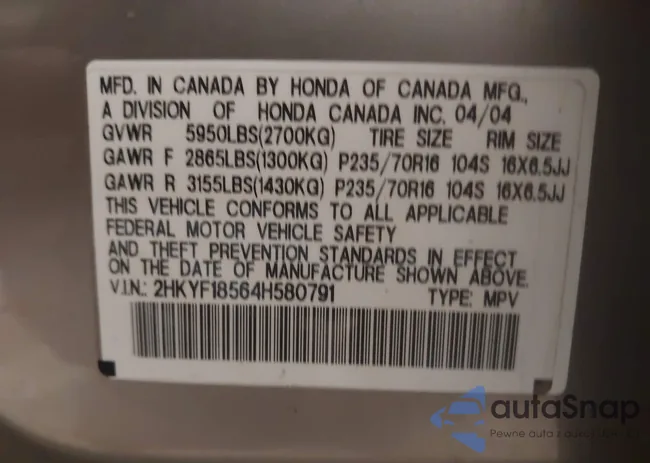 MFD. IN CANADA BY HONDA OF CANADA MFG.,
A DIVISION OF HONDA CANADA INC. 04/04
GVWR 5950LBS(2700KG) TIRE SIZE RIM SIZE
GAWR F 2865LBS(1300KG) P235/70R16 104S 16X6.5JJ
GAWR R 3155LBS(1430KG) P235/70R16 104S 16X6.5JJ
THIS VEHICLE CONFORMS TO ALL APPLICABLE
FEDERAL MOTOR VEHICLE SAFETY
AND THEFT PREVENTION STANDARDS IN EFFECT
ON THE DATE OF MANUFACTURE SHOWN ABOVE.
V.I.N.: 2HKYF18564H580791 TYPE: MPV
autaSnap
Pewne auta z